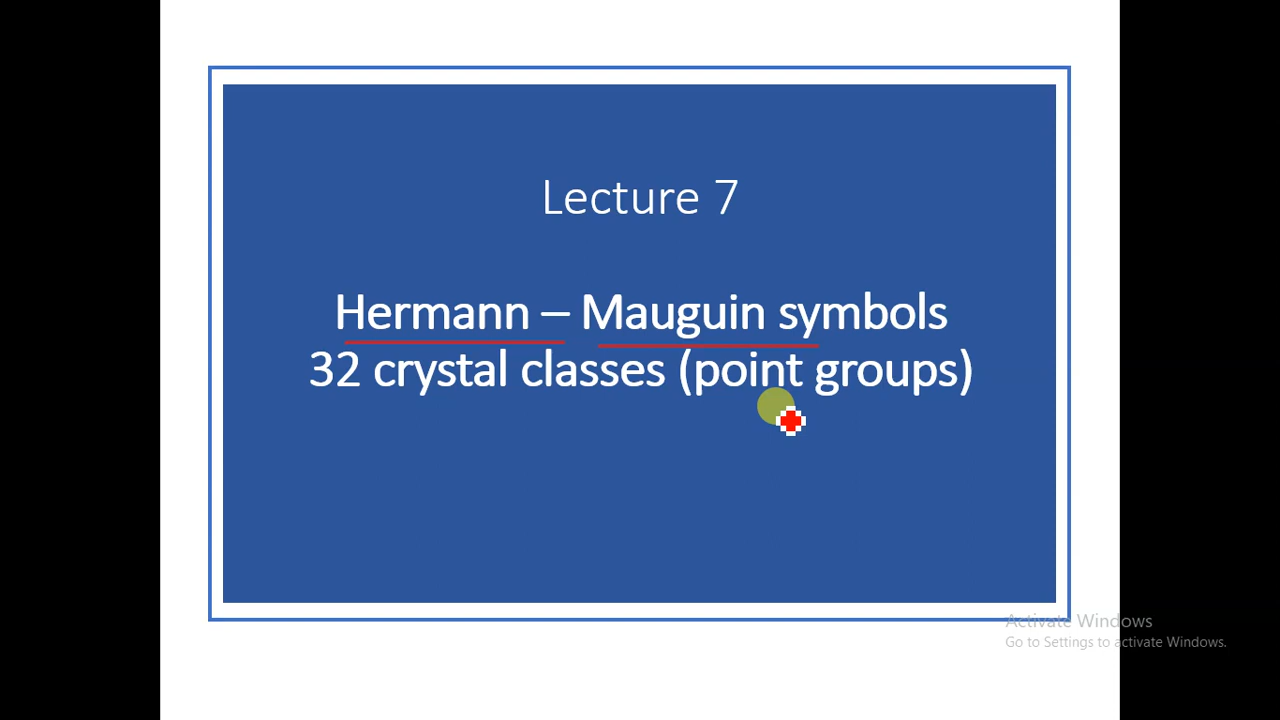 Lecture 7
Hermann – Mauguin symbols
32 crystal classes (point groups)
Activate Windows
Go to Settings to activate Windows.